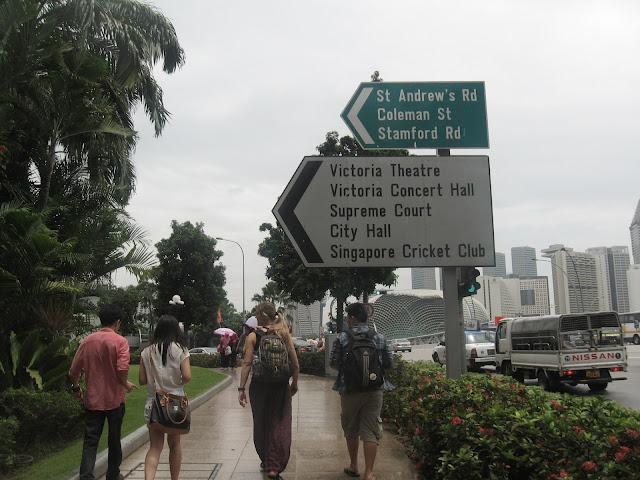 St Andrew's Rd
Coleman St
Stamford Rd
Victoria Theatre
Victoria Concert Hall
Supreme Court
City Hall
Singapore Cricket Club
NISSAN